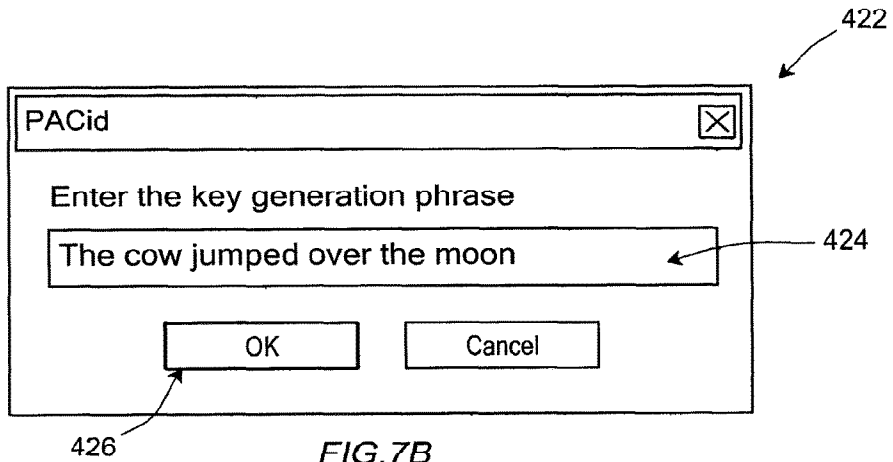 422
PACid
Enter the key generation phrase
The cow jumped over the moon
424
OK Cancel
426
FIG.7B